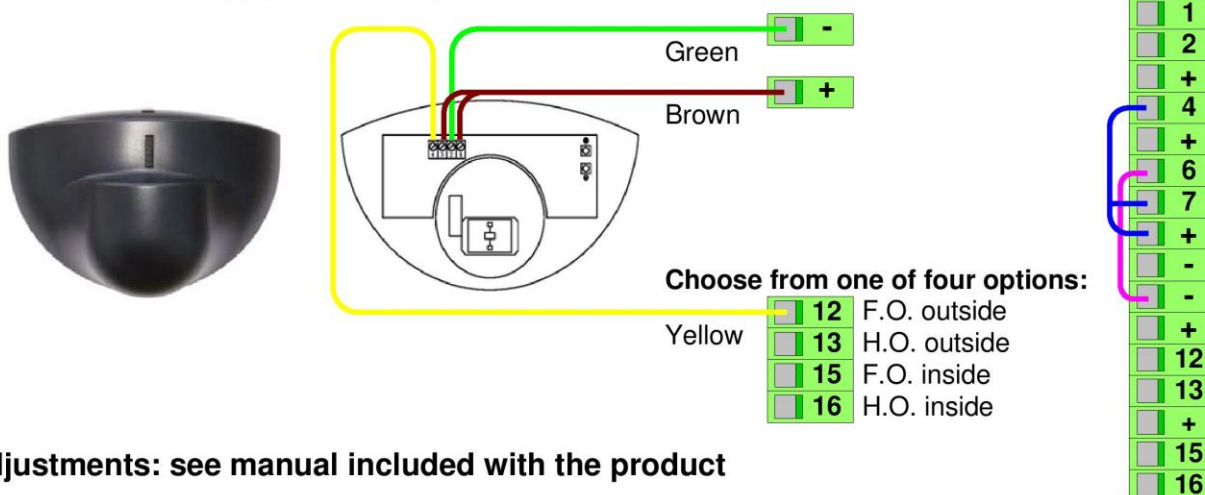 -
Green
+
Brown
Choose from one of four options:
Yellow
12 F.O. outside
13 H.O. outside
15 F.O. inside
16 H.O. inside
justments: see manual included with the product
1
2
+
4
+
6
7
+
-
-
+
12
13
+
15
16